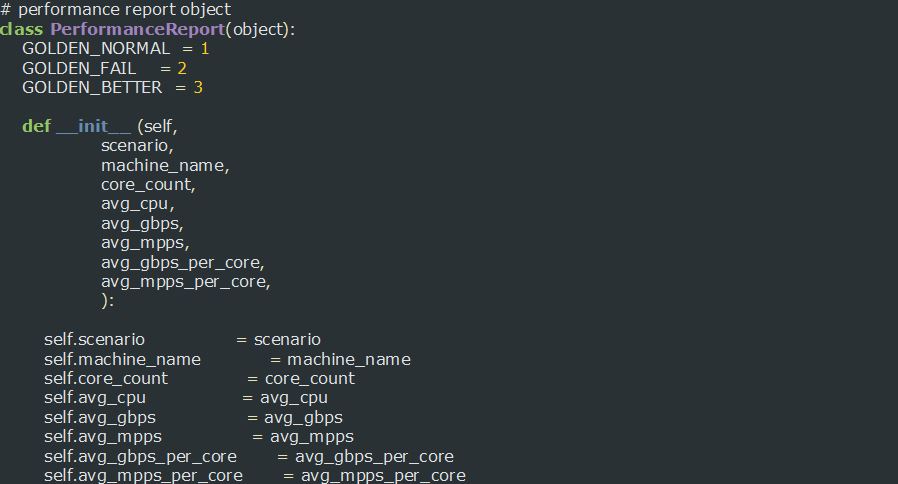 # performance report object
class PerformanceReport(object):
    GOLDEN_NORMAL  = 1
    GOLDEN_FAIL    = 2
    GOLDEN_BETTER  = 3

    def __init__ (self,
                  scenario,
                  machine_name,
                  core_count,
                  avg_cpu,
                  avg_gbps,
                  avg_mpps,
                  avg_gbps_per_core,
                  avg_mpps_per_core,
                  ):

        self.scenario                = scenario
        self.machine_name            = machine_name
        self.core_count              = core_count
        self.avg_cpu                 = avg_cpu
        self.avg_gbps                = avg_gbps
        self.avg_mpps                = avg_mpps
        self.avg_gbps_per_core       = avg_gbps_per_core
        self.avg_mpps_per_core       = avg_mpps_per_core